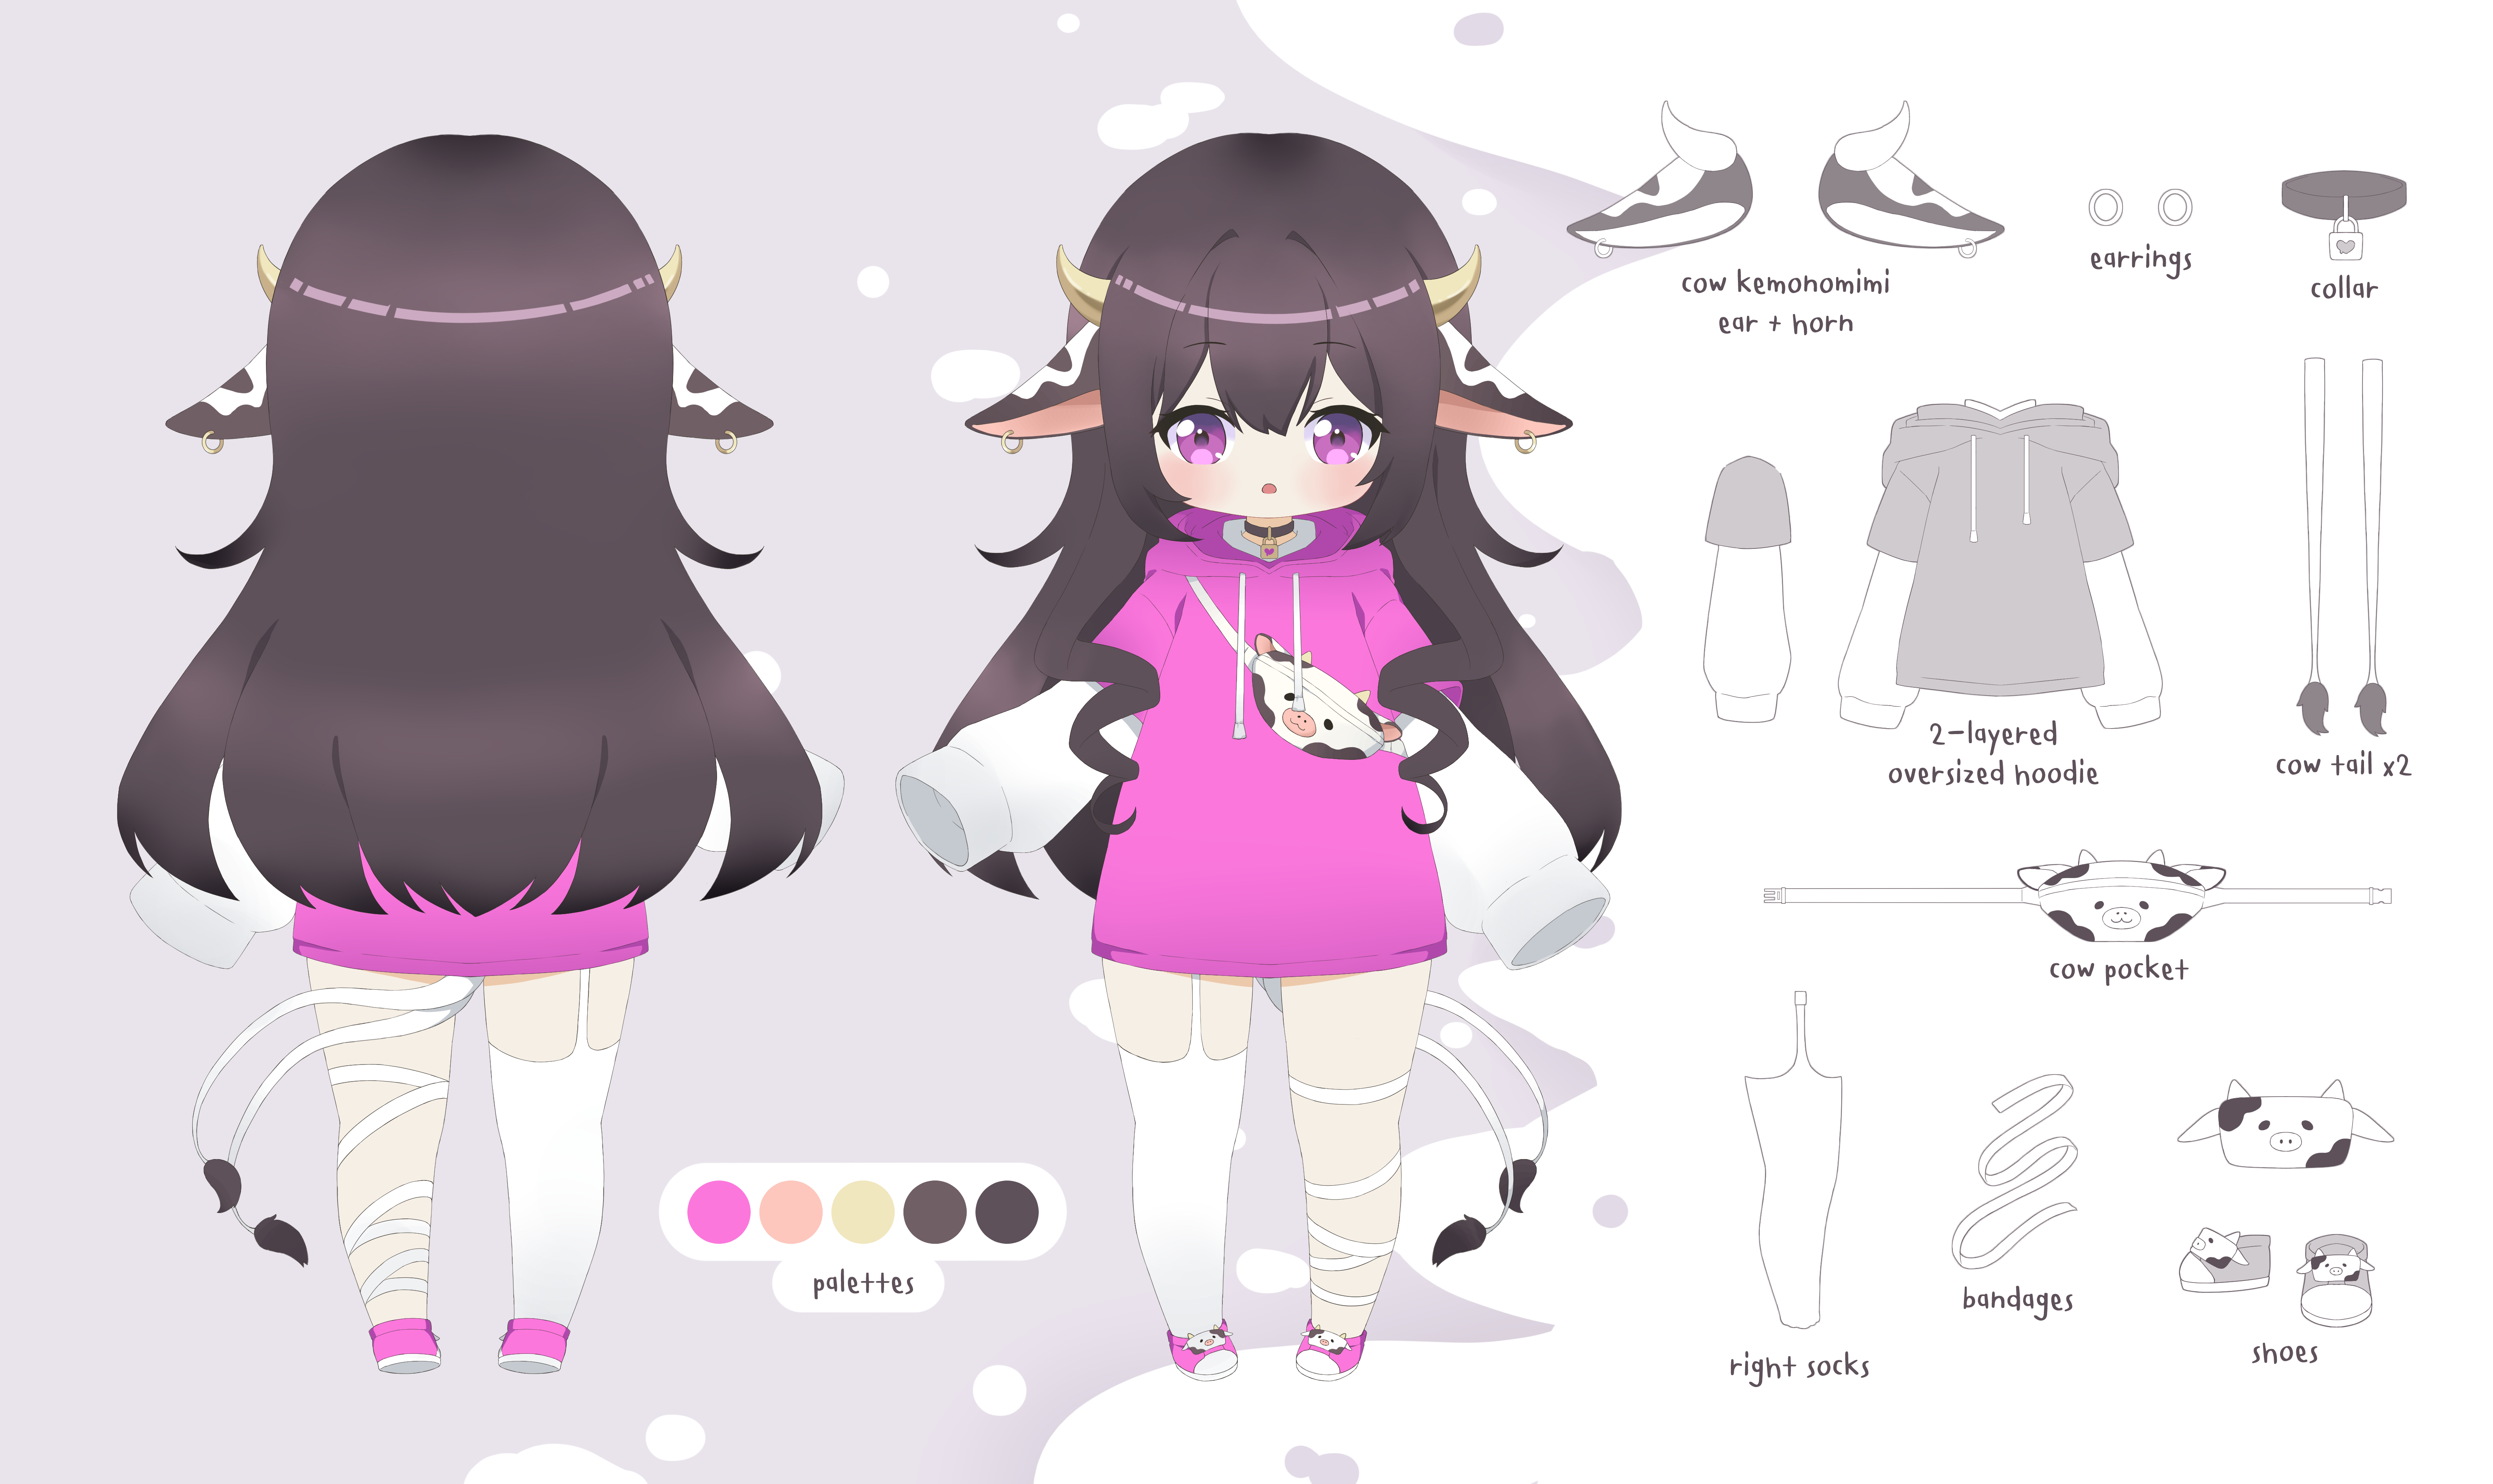 cow kemonomimi
ear + horn
earrings
collar
2-layered
oversized hoodie
cow tail x2
cow pocket
right socks
bandages
shoes
palettes